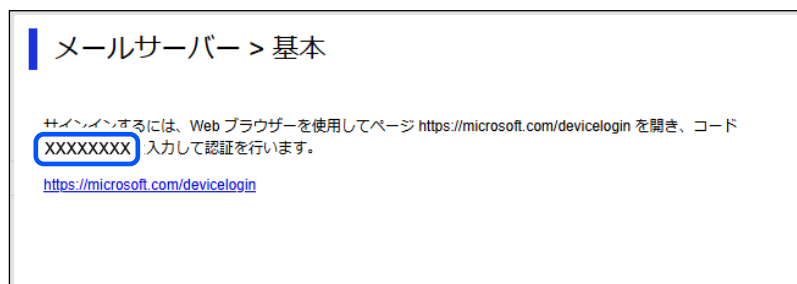 メールサーバー > 基本
サインインするには、Web ブラウザーを使用してページ https://microsoft.com/devicelogin を開き、コード
XXXXXXXX 入力して認証を行います。
https://microsoft.com/devicelogin